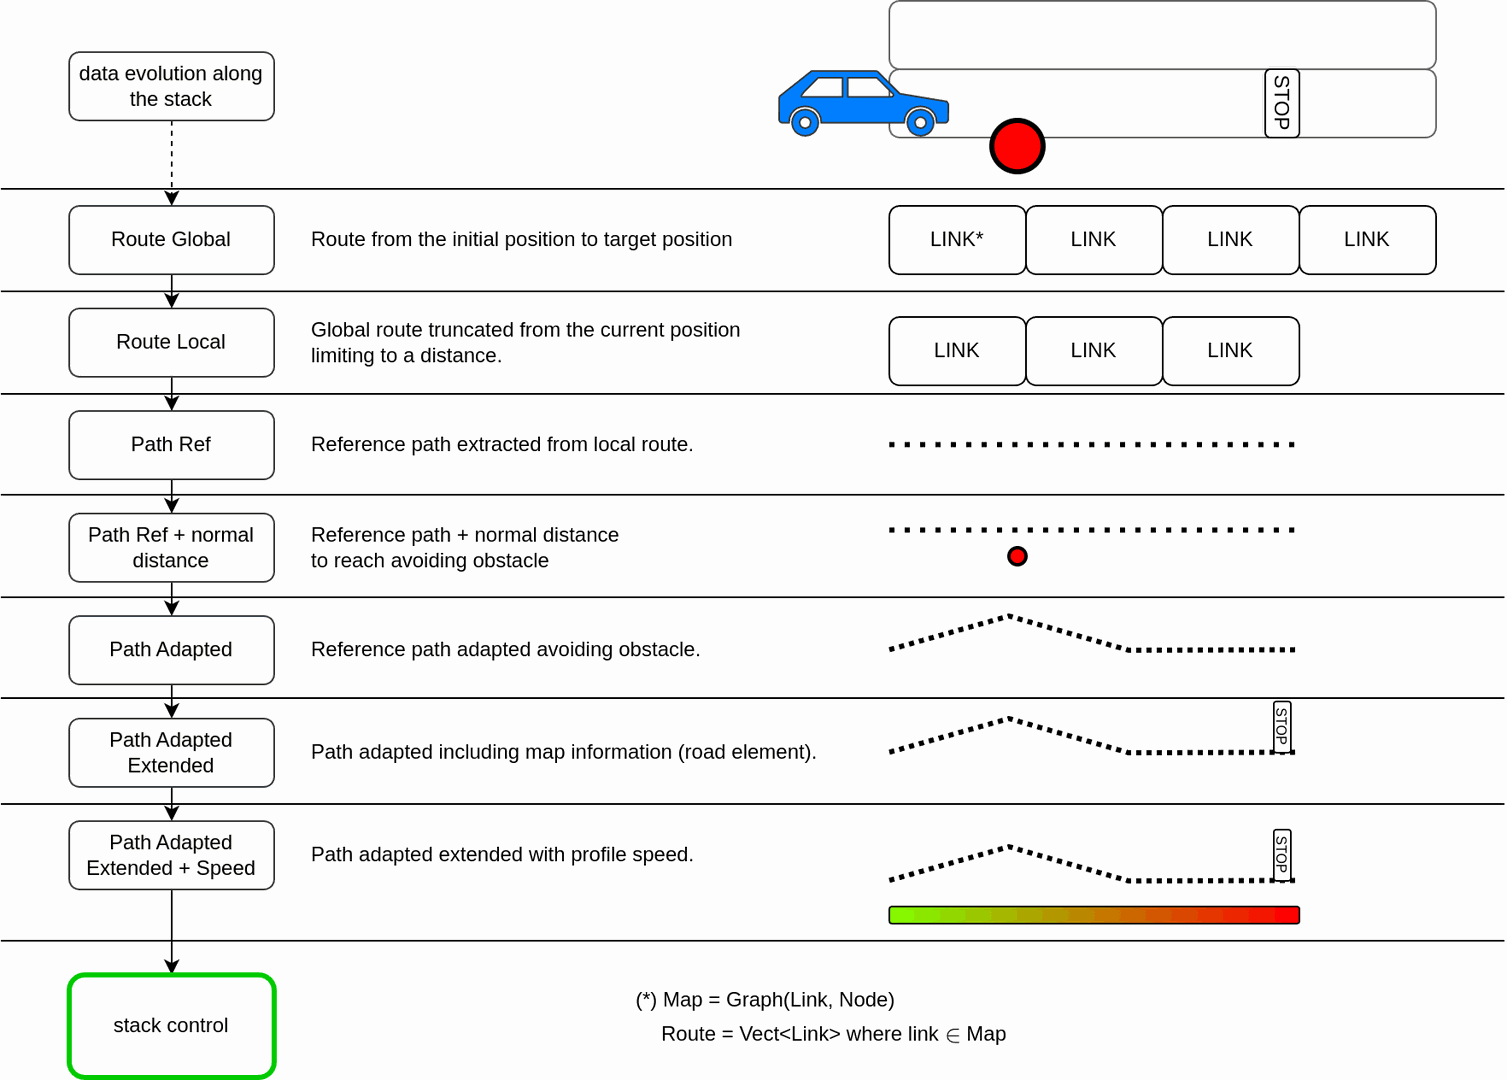 data evolution along
the stack
STOP
Route Global
Route from the initial position to target position
LINK*
LINK
LINK
LINK
Route Local
Global route truncated from the current position
limiting to a distance.
LINK
LINK
LINK
Path Ref
Reference path extracted from local route.
Path Ref + normal
distance
Reference path + normal distance
to reach avoiding obstacle
Path Adapted
Reference path adapted avoiding obstacle.
Path Adapted
Extended
Path adapted including map information (road element).
STOP
Path Adapted
Extended + Speed
Path adapted extended with profile speed.
STOP
stack control
(*) Map = Graph(Link, Node)
Route = Vect<Link> where link ∈ Map